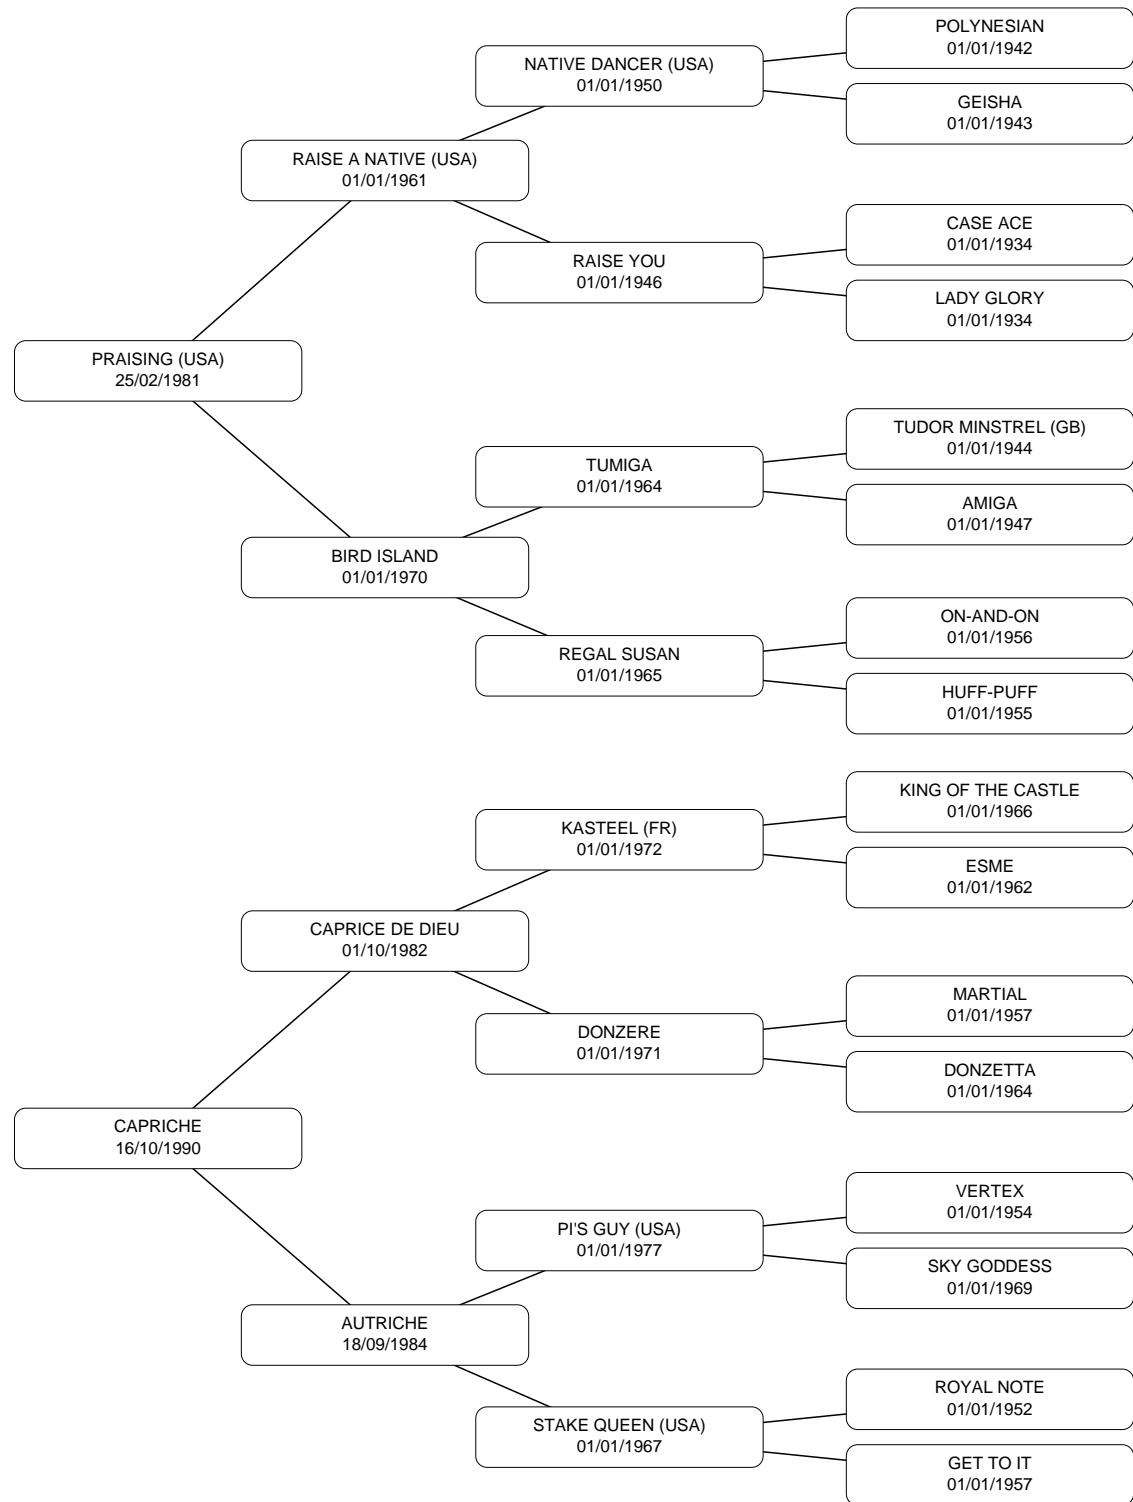 POLYNESIAN
01/01/1942
NATIVE DANCER (USA)
01/01/1950
GEISHA
01/01/1943
RAISE A NATIVE (USA)
01/01/1961
CASE ACE
01/01/1934
RAISE YOU
01/01/1946
LADY GLORY
01/01/1934
PRAISING (USA)
25/02/1981
TUDOR MINSTREL (GB)
01/01/1944
TUMIGA
01/01/1964
AMIGA
01/01/1947
BIRD ISLAND
01/01/1970
ON-AND-ON
01/01/1956
REGAL SUSAN
01/01/1965
HUFF-PUFF
01/01/1955
KING OF THE CASTLE
01/01/1966
KASTEEL (FR)
01/01/1972
ESME
01/01/1962
CAPRICE DE DIEU
01/10/1982
MARTIAL
01/01/1957
DONZERE
01/01/1971
DONZETTA
01/01/1964
CAPRICHE
16/10/1990
VERTEX
01/01/1954
PI'S GUY (USA)
01/01/1977
SKY GODDESS
01/01/1969
AUTRICHE
18/09/1984
ROYAL NOTE
01/01/1952
STAKE QUEEN (USA)
01/01/1967
GET TO IT
01/01/1957